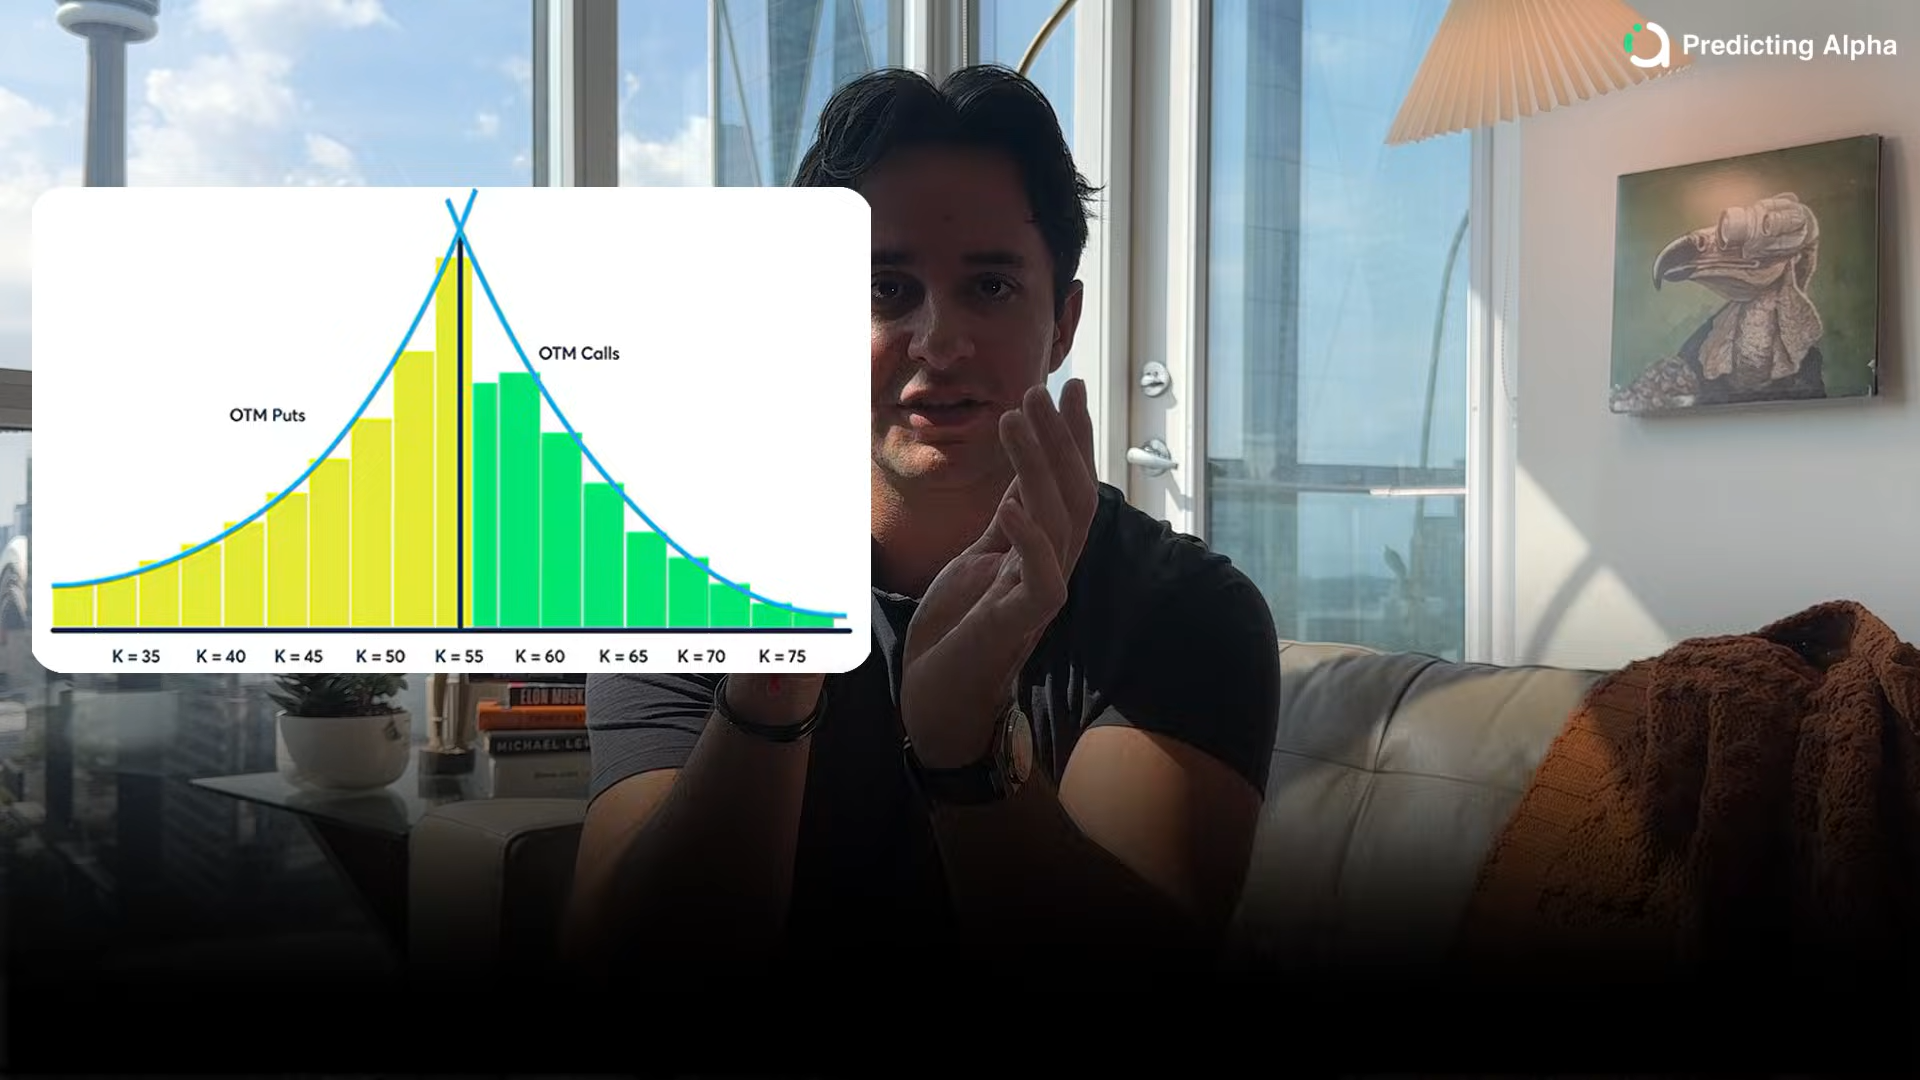 Predicting Alpha
OTM Calls
OTM Puts
K = 35 K = 40 K = 45 K = 50 K = 55 K = 60 K = 65 K = 70 K = 75
ELON MUSK
MICHAEL LEW